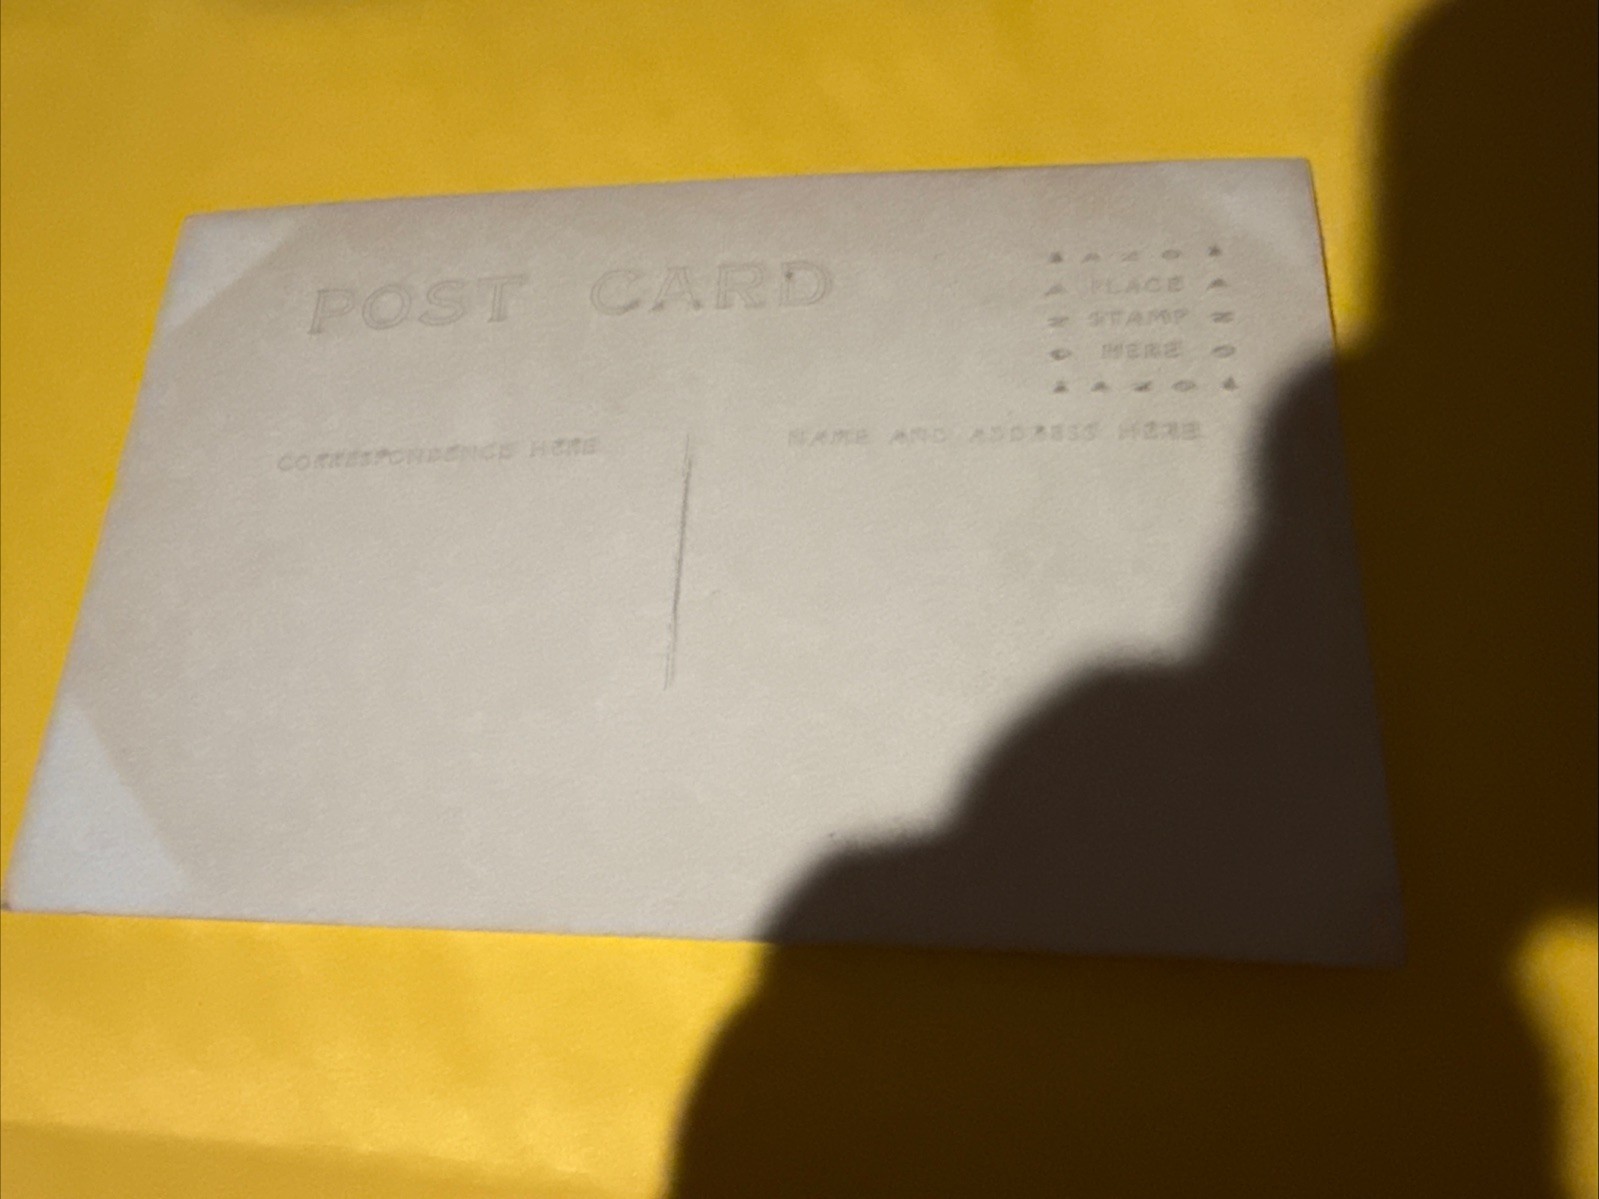 POST CARD
▲ A Z O ▲
▲ PLACE ▲
Z STAMP Z
O HERE O
▲ A Z O ▲
CORRESPONDENCE HERE
NAME AND ADDRESS HERE